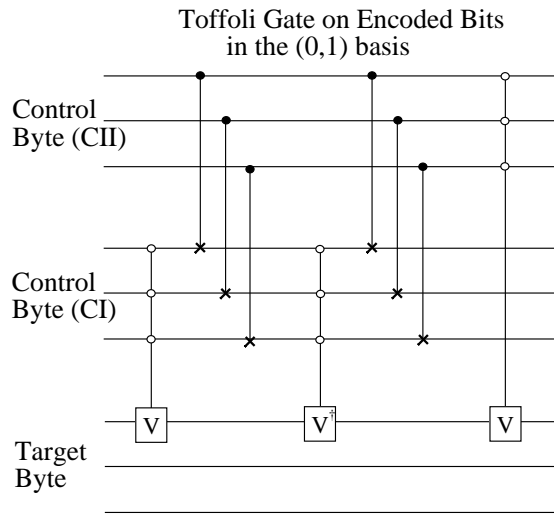 Toffoli Gate on Encoded Bits
in the (0,1) basis
Control
Byte (CII)
Control
Byte (CI)
V
V†
V
Target
Byte